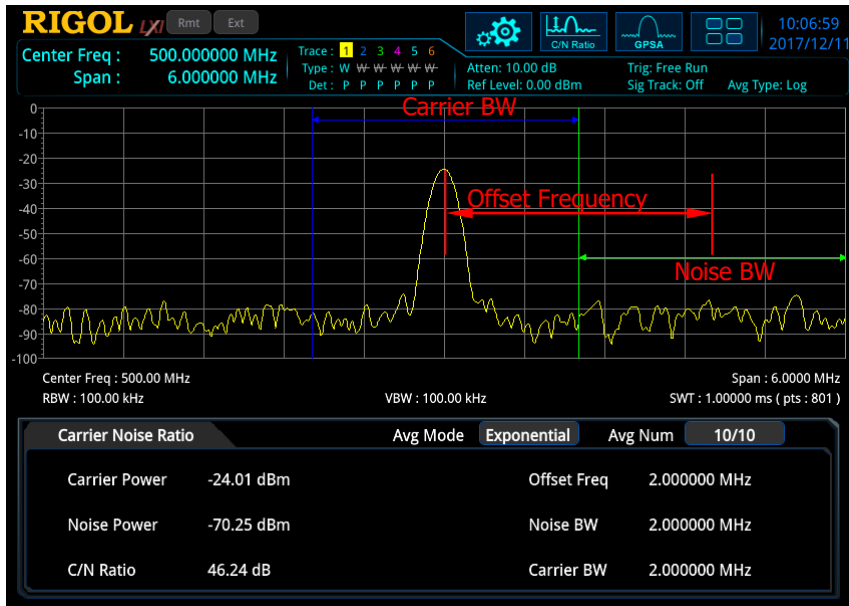 RIGOL LXI Rmt Ext C/N Ratio GPSA 10:06:59
2017/12/11
Center Freq : 500.000000 MHz
Span : 6.000000 MHz
Trace : 1 2 3 4 5 6
Type : W W W W W W
Det : P P P P P P
Atten: 10.00 dB Trig: Free Run
Ref Level: 0.00 dBm Sig Track: Off Avg Type: Log
Carrier BW
0
-10
-20
-30
Offset Frequency
-40
-50
-60
Noise BW
-70
-80
-90
-100
Center Freq : 500.00 MHz Span : 6.0000 MHz
RBW : 100.00 kHz VBW : 100.00 kHz SWT : 1.00000 ms ( pts : 801 )
Carrier Noise Ratio Avg Mode Exponential Avg Num 10/10
Carrier Power -24.01 dBm Offset Freq 2.000000 MHz
Noise Power -70.25 dBm Noise BW 2.000000 MHz
C/N Ratio 46.24 dB Carrier BW 2.000000 MHz